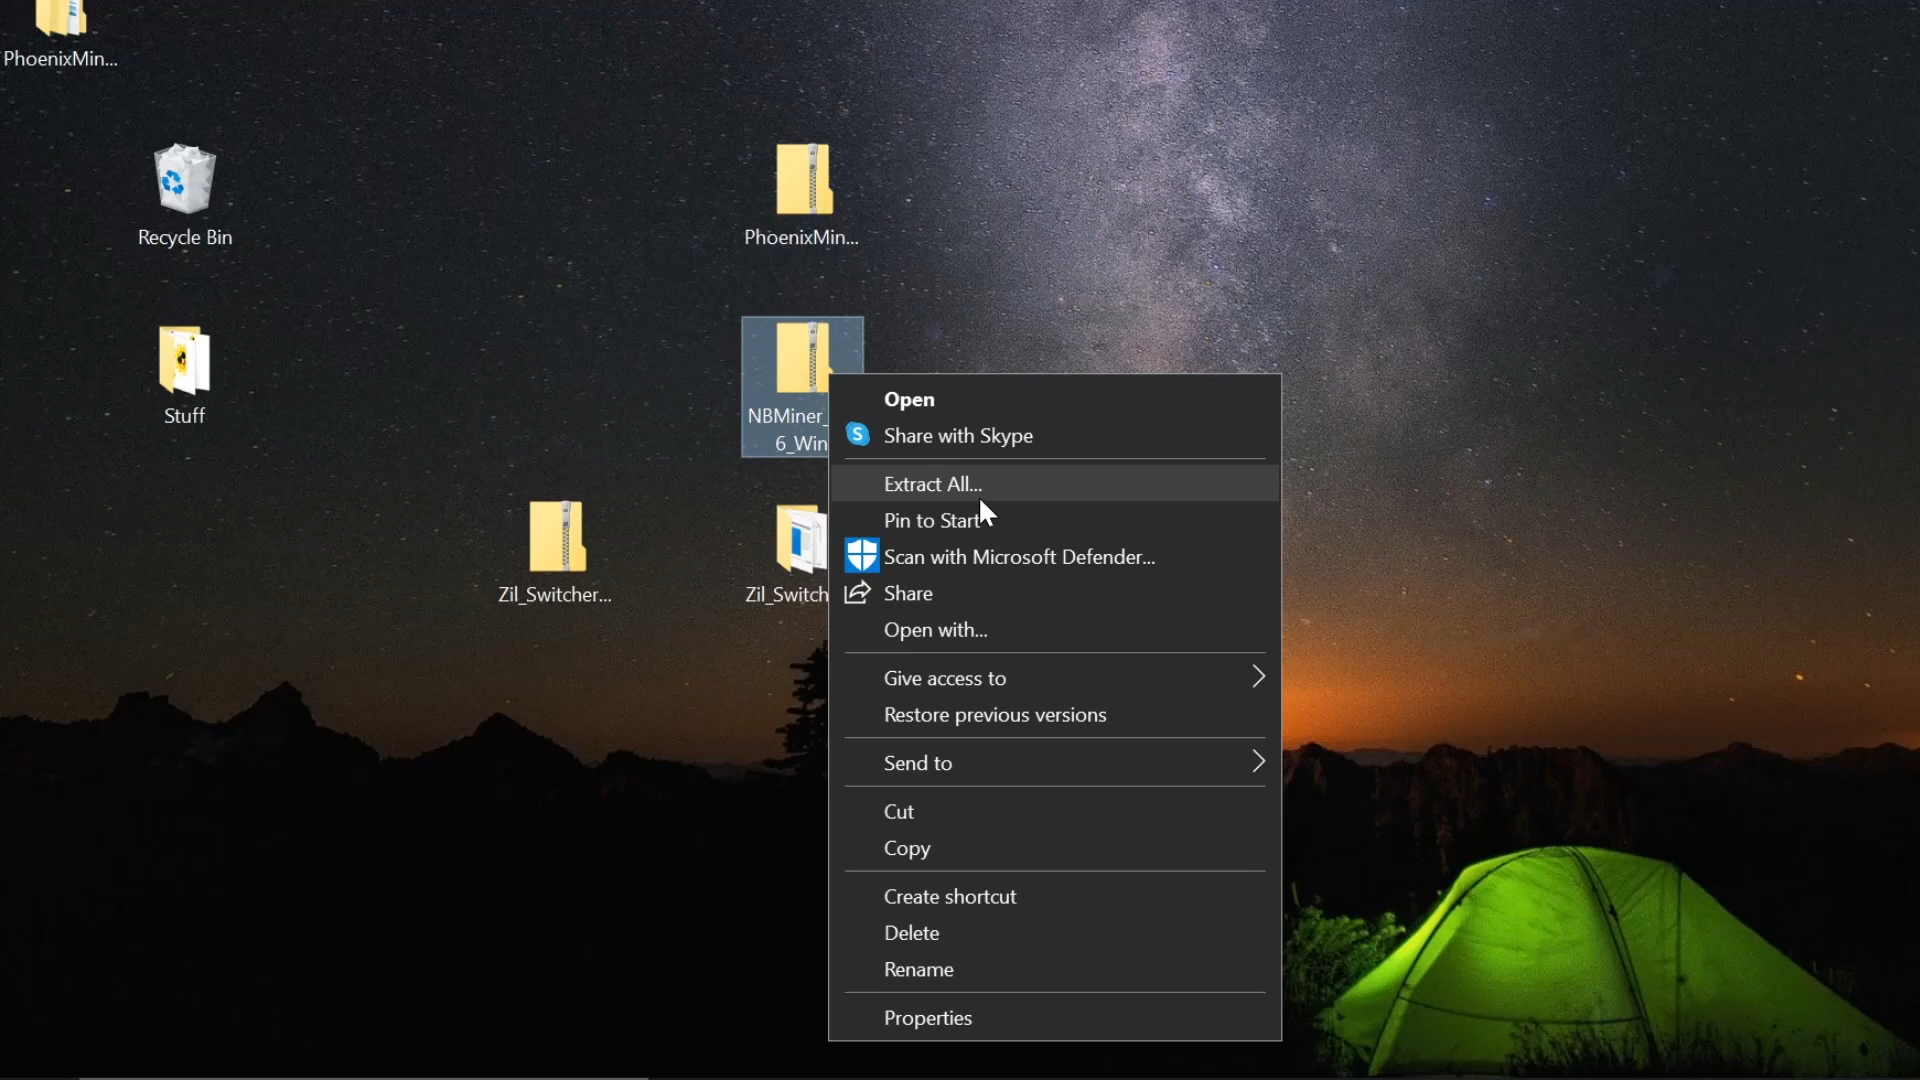 PhoenixMin...
Recycle Bin
PhoenixMin...
Stuff
NBMiner_
6_Win
Zil_Switcher...
Zil_Switch
Open
S
Share with Skype
Extract All...
Pin to Start
Scan with Microsoft Defender...
Share
Open with...
Give access to
Restore previous versions
Send to
Cut
Copy
Create shortcut
Delete
Rename
Properties